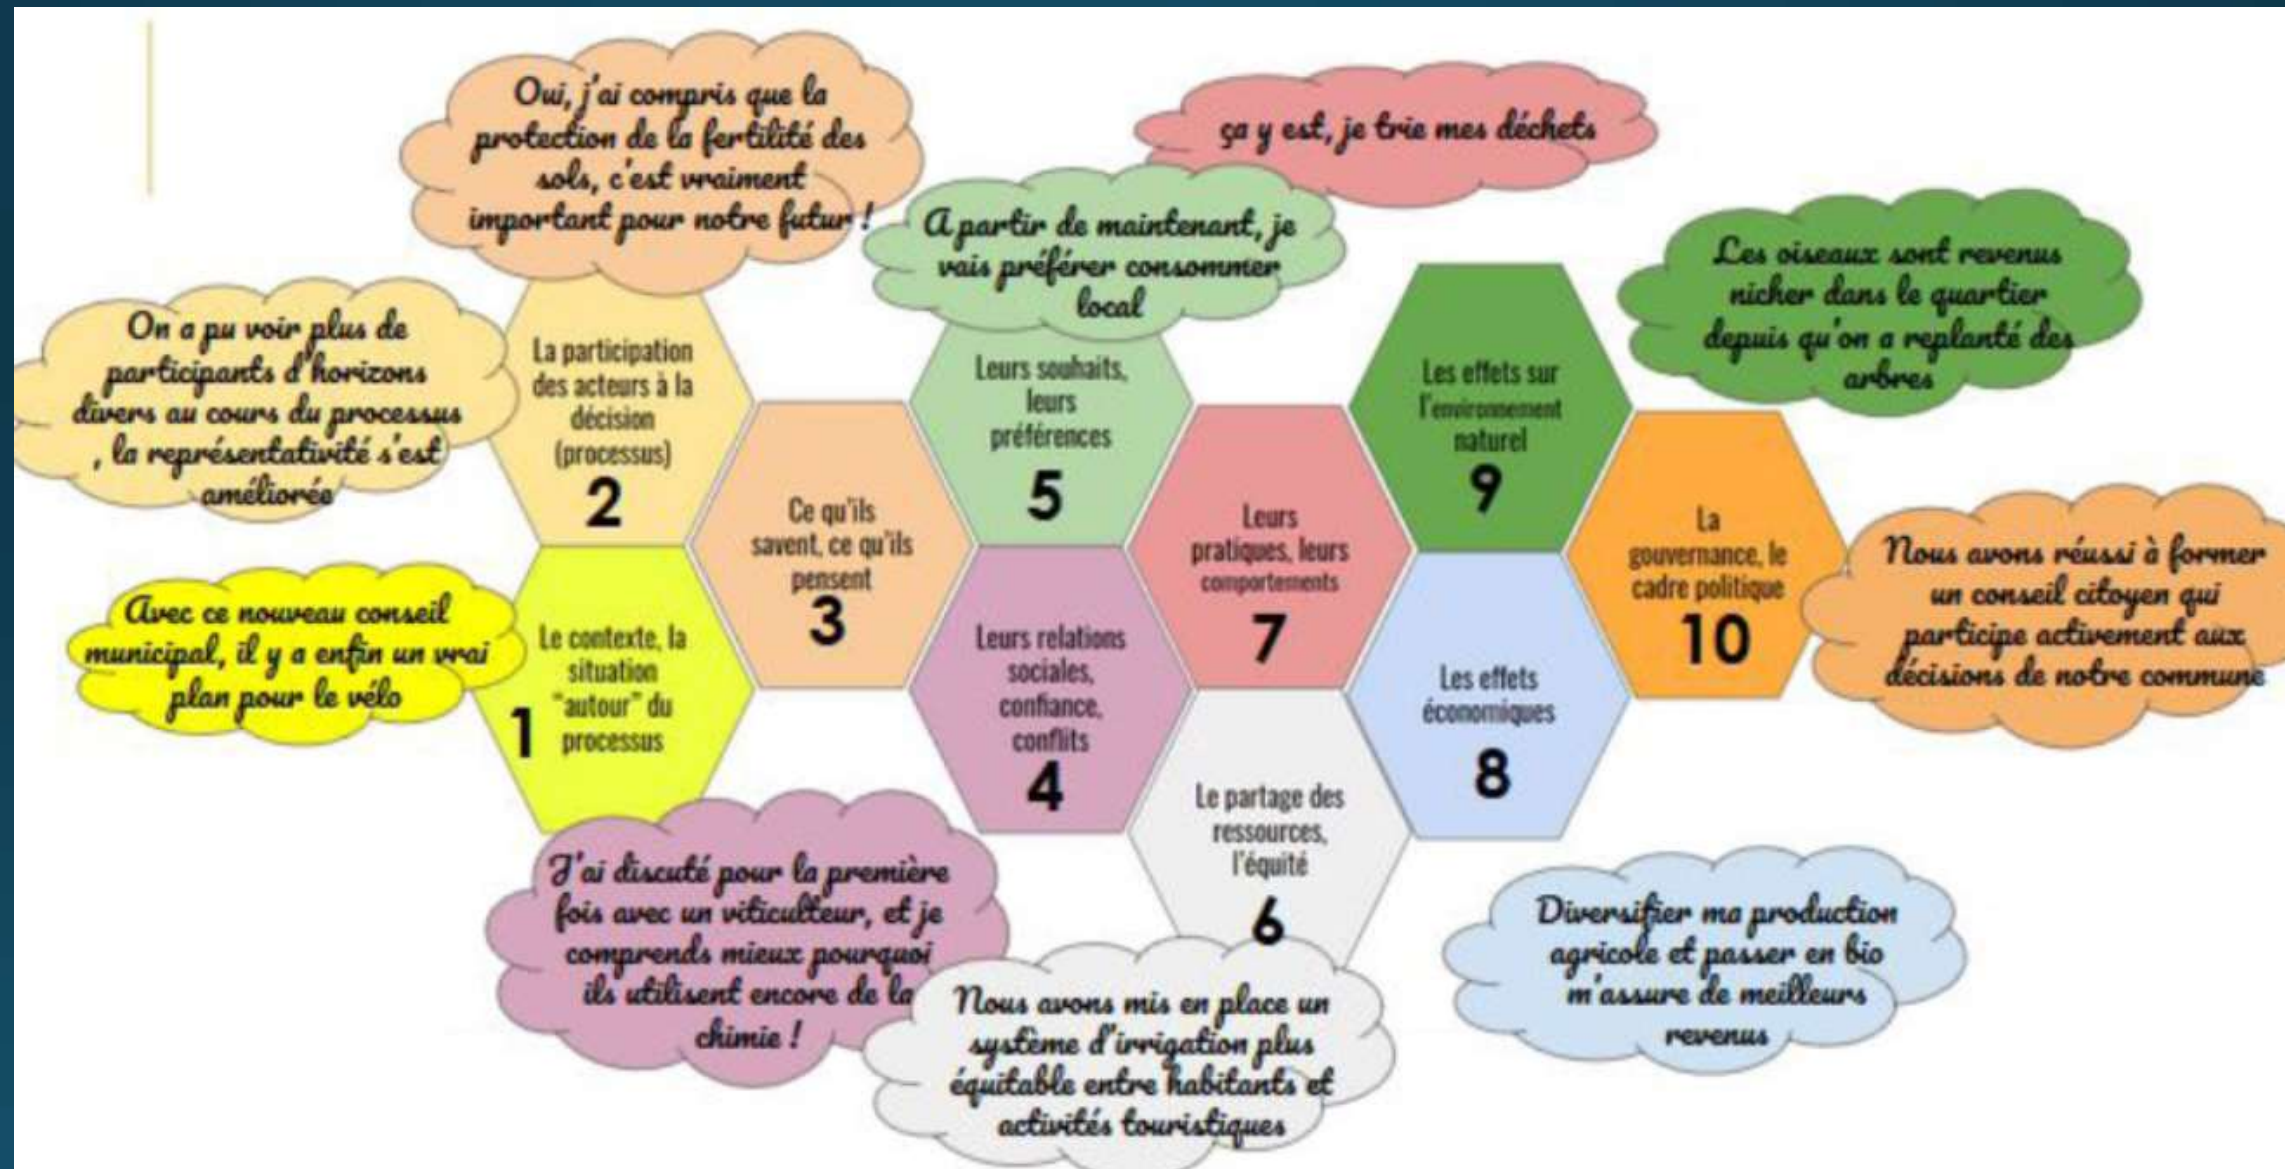 Oui, j'ai compris que la
protection de la fertilité des
sols, c'est vraiment
important pour notre futur !
ça y est, je trie mes déchets
A partir de maintenant, je
vais préférer consommer
local
Les oiseaux sont revenus
nicher dans le quartier
depuis qu'on a replanté des
arbres
On a pu voir plus de
participants d'horizons
divers au cours du processus
, la représentativité s'est
améliorée
La participation
des acteurs à la
décision
(processus)
2
Leurs souhaits,
leurs
préférences
5
Les effets sur
l'environnement
naturel
9
Ce qu'ils
savent, ce qu'ils
pensent
3
Leurs
pratiques, leurs
comportements
7
La
gouvernance, le
cadre politique
10
Nous avons réussi à former
un conseil citoyen qui
participe activement aux
décisions de notre commune
Avec ce nouveau conseil
municipal, il y a enfin un vrai
plan pour le vélo
Le contexte, la
situation
"autour" du
processus
1
Leurs relations
sociales,
confiance,
conflits
4
Les effets
économiques
8
Le partage des
ressources,
l'équité
6
J'ai discuté pour la première
fois avec un viticulteur, et je
comprends mieux pourquoi
ils utilisent encore de la
chimie !
Nous avons mis en place un
système d'irrigation plus
équitable entre habitants et
activités touristiques
Diversifier ma production
agricole et passer en bio
m'assure de meilleurs
revenus